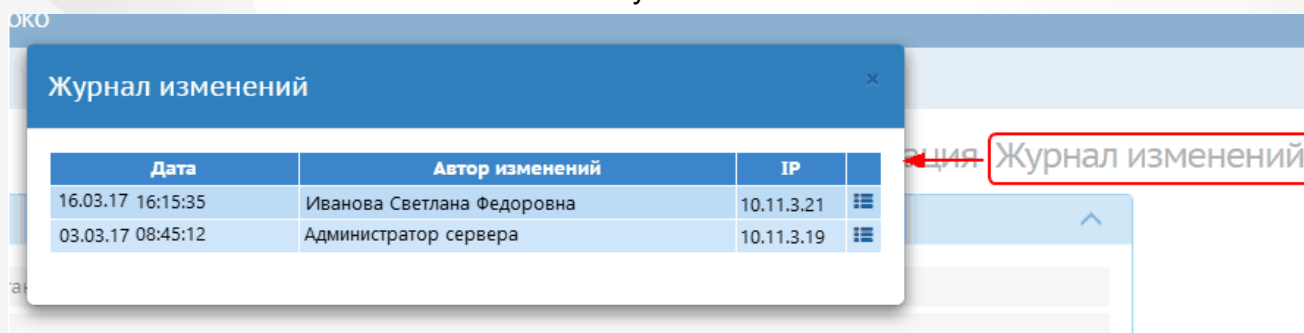 око
Журнал изменений
×
ация Журнал изменений
Дата Автор изменений IP
16.03.17 16:15:35 Иванова Светлана Федоровна 10.11.3.21
03.03.17 08:45:12 Администратор сервера 10.11.3.19